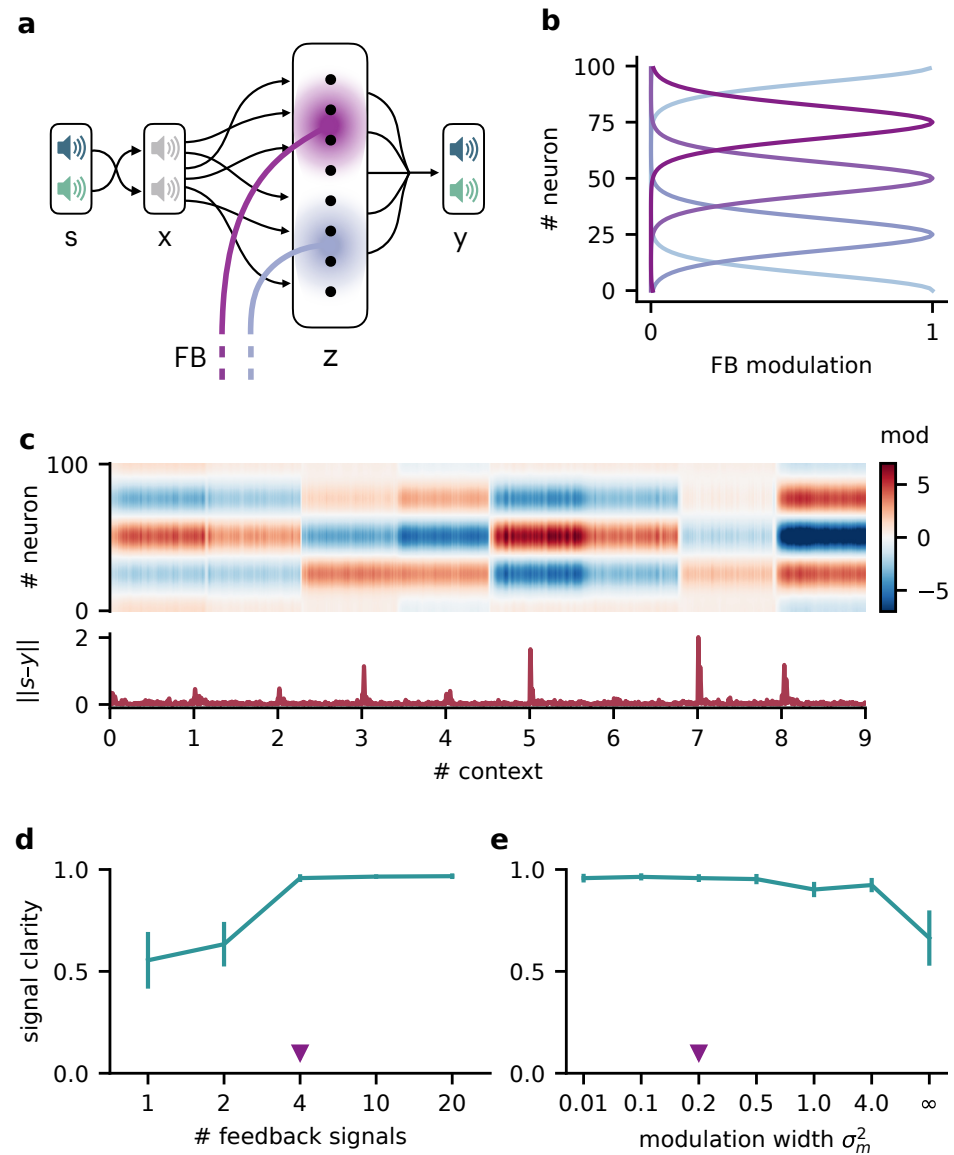 a
s
x
FB
z
y
b
# neuron
100
75
50
25
0
0
1
FB modulation
c
# neuron
100
0
mod
5
0
−5
||s–y||
2
0
0 1 2 3 4 5 6 7 8 9
# context
d
signal clarity
1.0
0.5
0.0
1 2 4 10 20
# feedback signals
e
1.0
0.5
0.0
0.01 0.1 0.2 0.5 1.0 4.0 ∞
modulation width σ²ₘ